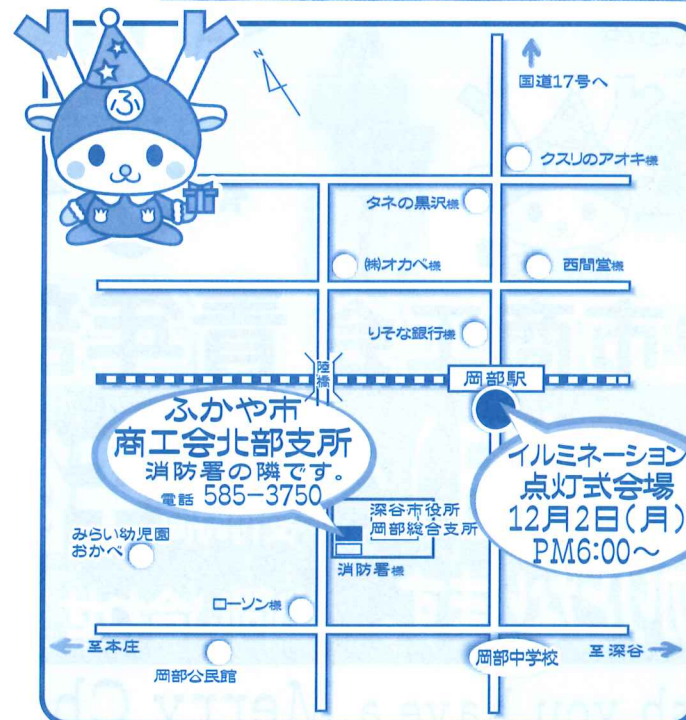 ふ
N
国道17号へ
クスリのアオキ様
タネの黒沢様
㈱オカベ様
西間堂様
りそな銀行様
陸橋
岡部駅
ふかや市
商工会北部支所
消防署の隣です。
電話 585-3750
イルミネーション
点灯式会場
12月2日(月)
PM6:00~
深谷市役所
岡部総合支所
みらい幼児園
おかべ
消防署様
ローソン様
至本庄
岡部公民館
岡部中学校
至深谷